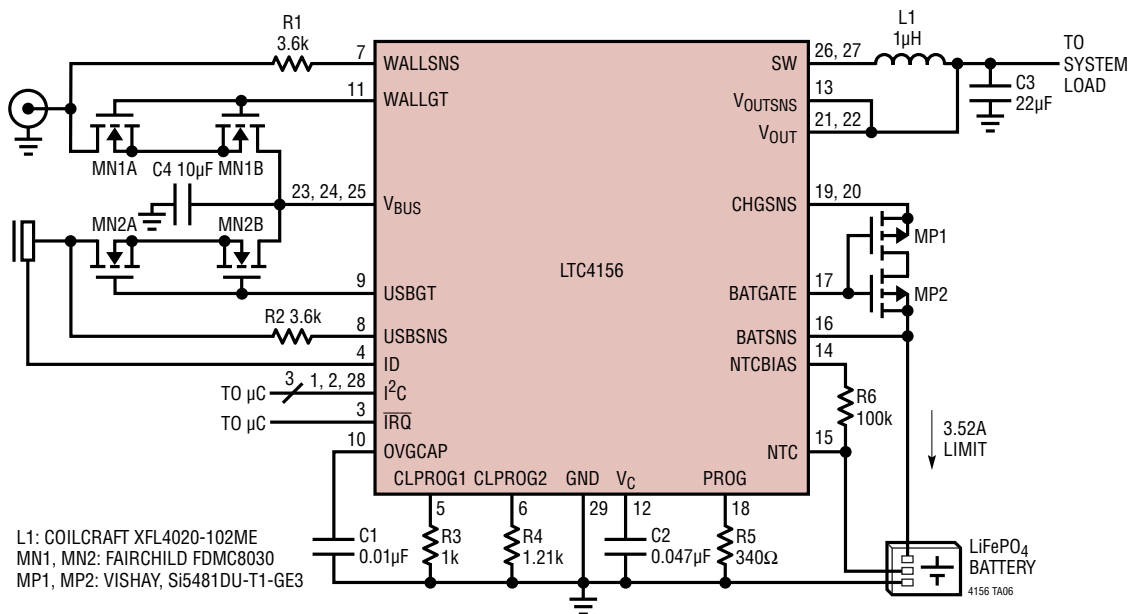 R1
3.6k
7
WALLSNS
11
WALLGT
MN1A
MN1B
C4 10µF
23, 24, 25
VBUS
MN2A
MN2B
9
USBGT
R2 3.6k
8
USBSNS
4
ID
TO µC
3
1, 2, 28
I2C
TO µC
3
IRQ
10
OVGCAP
LTC4156
SW
26, 27
L1
1µH
TO
SYSTEM
LOAD
C3
22µF
VOUTSNS
13
VOUT
21, 22
CHGSNS
19, 20
MP1
BATGATE
17
MP2
BATSNS
16
NTCBIAS
14
R6
100k
3.52A
LIMIT
NTC
15
CLPROG1
CLPROG2
GND
VC
PROG
5
6
29
12
18
C1
0.01µF
R3
1k
R4
1.21k
C2
0.047µF
R5
340Ω
LiFePO4
BATTERY
4156 TA06
L1: COILCRAFT XFL4020-102ME
MN1, MN2: FAIRCHILD FDMC8030
MP1, MP2: VISHAY, Si5481DU-T1-GE3